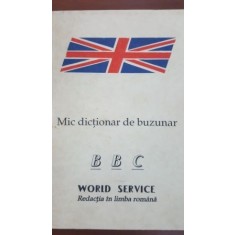 Mic dicționar de buzunar
B B C
WORLD SERVICE
Redacția în limba română